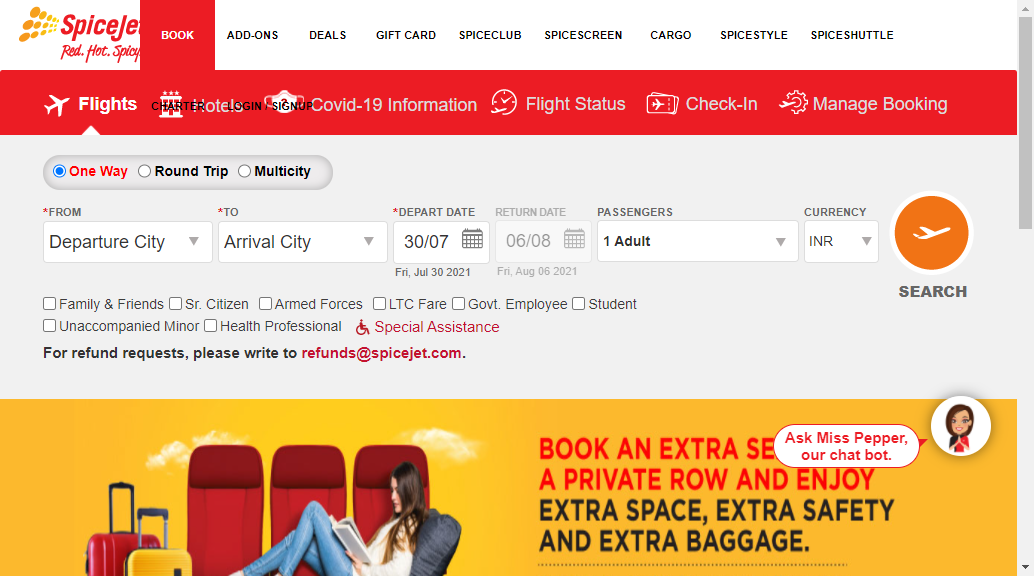 SpiceJet
Red. Hot. Spicy
BOOK
ADD-ONS
DEALS
GIFT CARD
SPICECLUB
SPICESCREEN
CARGO
SPICESTYLE
SPICESHUTTLE
CHARTER
LOGIN / SIGNUP
Flights
Hotels
Covid-19 Information
Flight Status
Check-In
Manage Booking
One Way Round Trip Multicity
*FROM
*TO
*DEPART DATE
RETURN DATE
PASSENGERS
CURRENCY
Departure City
Arrival City
30/07
06/08
1 Adult
INR
Fri, Jul 30 2021
Fri, Aug 06 2021
SEARCH
Family & Friends Sr. Citizen Armed Forces LTC Fare Govt. Employee Student
Unaccompanied Minor Health Professional Special Assistance
For refund requests, please write to refunds@spicejet.com.
Ask Miss Pepper,
our chat bot.
BOOK AN EXTRA
A PRIVATE ROW AND ENJOY
EXTRA SPACE, EXTRA SAFETY
AND EXTRA BAGGAGE.